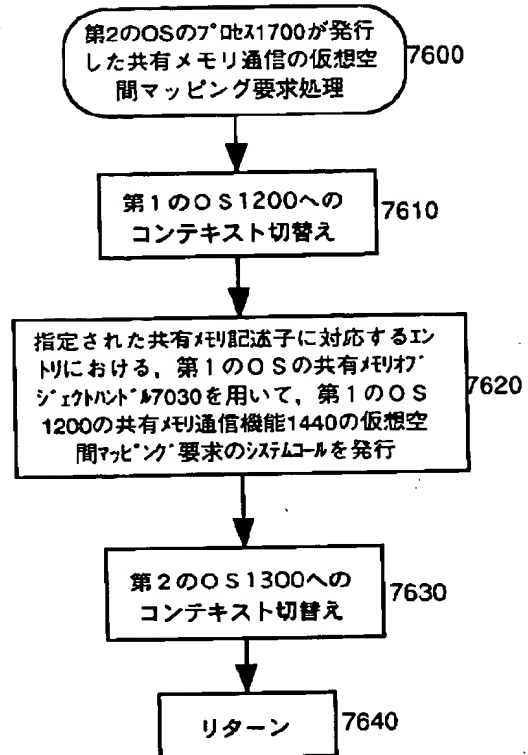 第2のOSのプロセス1700が発行
した共有メモリ通信の仮想空
間マッピング要求処理
7600
第1のOS1200への
コンテキスト切替え
7610
指定された共有メモリ記述子に対応するエン
トリにおける,第1のOSの共有メモリオブ
ジェクトハンドル7030を用いて,第1のOS
1200の共有メモリ通信機能1440の仮想空
間マッピング要求のシステムコールを発行
7620
第2のOS1300への
コンテキスト切替え
7630
リターン
7640